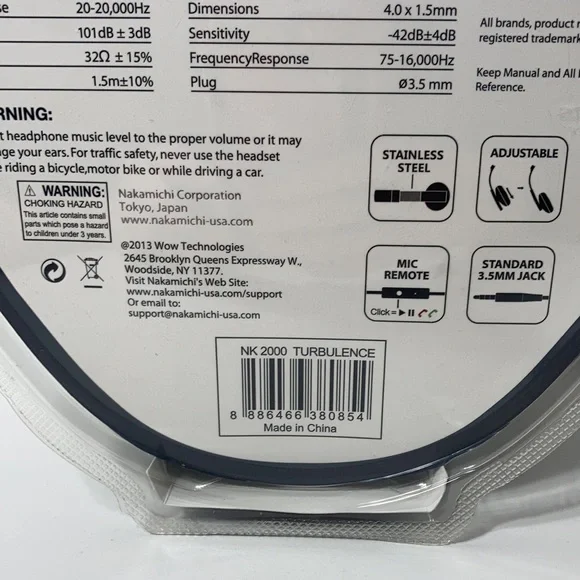 se 20-20,000Hz
101dB ± 3dB
32Ω ± 15%
1.5m±10%
Dimensions 4.0 x 1.5mm
Sensitivity -42dB±4dB
FrequencyResponse 75-16,000Hz
Plug Ø3.5 mm
All brands, product n
registered trademark
Keep Manual and All
Reference.
RNING:
t headphone music level to the proper volume or it may
ge your ears. For traffic safety, never use the headset
riding a bicycle,motor bike or while driving a car.
WARNING:
CHOKING HAZARD
This article contains small
parts which pose a hazard
to children under 3 years.
Nakamichi Corporation
Tokyo, Japan
www.nakamichi-usa.com
@2013 Wow Technologies
2645 Brooklyn Queens Expressway W.,
Woodside, NY 11377.
Visit Nakamichi's Web Site:
www.nakamichi-usa.com/support
Or email to:
support@nakamichi-usa.com
STAINLESS
STEEL
ADJUSTABLE
MIC
REMOTE
Click=
STANDARD
3.5MM JACK
NK 2000 TURBULENCE
8 886466 380854
Made in China